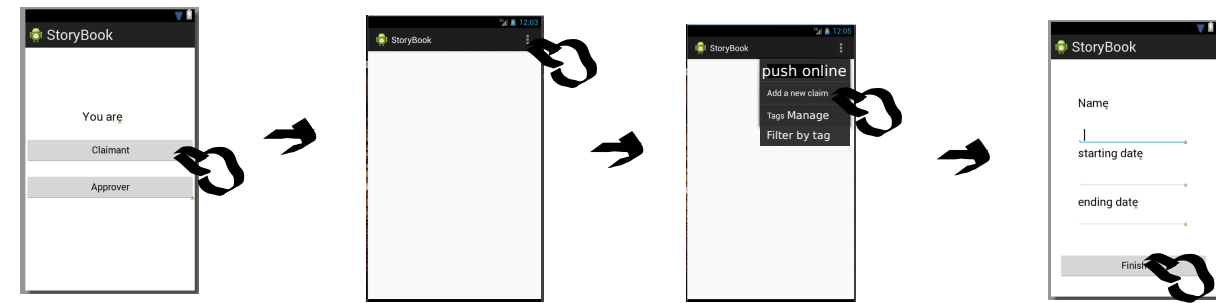 StoryBook
You are
Claimant
Approver
12:03
StoryBook
12:05
StoryBook
push online
Add a new claim
Tags Manage
Filter by tag
StoryBook
Name
starting date
ending date
Finish